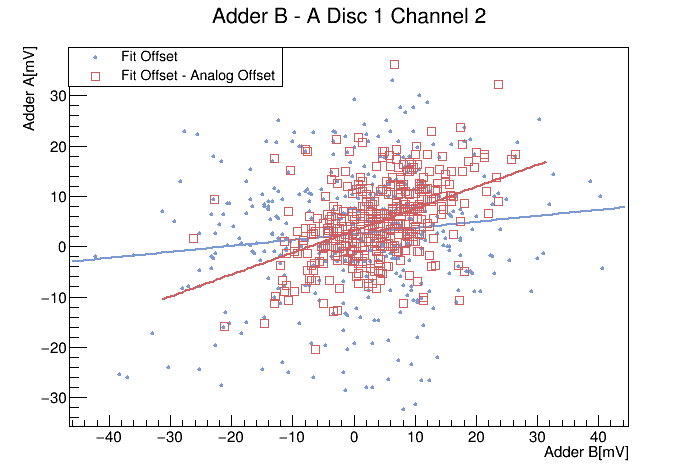 Adder B - A Disc 1 Channel 2
Adder A[mV]
Fit Offset
Fit Offset - Analog Offset
30
20
10
0
−10
−20
−30
−40 −30 −20 −10 0 10 20 30 40
Adder B[mV]